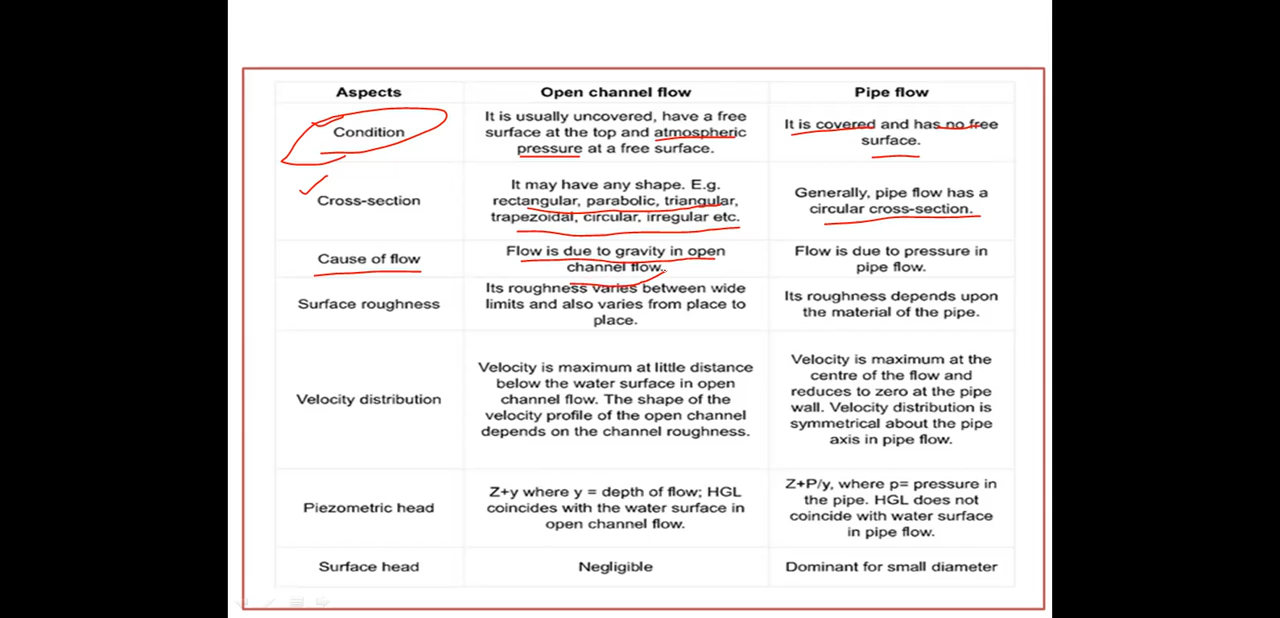 Aspects
Open channel flow
Pipe flow
Condition
It is usually uncovered, have a free
surface at the top and atmospheric
pressure at a free surface.
It is covered and has no free
surface.
Cross-section
It may have any shape. E.g.
rectangular, parabolic, triangular,
trapezoidal, circular, irregular etc.
Generally, pipe flow has a
circular cross-section.
Cause of flow
Flow is due to gravity in open
channel flow.
Flow is due to pressure in
pipe flow.
Surface roughness
Its roughness varies between wide
limits and also varies from place to
place.
Its roughness depends upon
the material of the pipe.
Velocity distribution
Velocity is maximum at little distance
below the water surface in open
channel flow. The shape of the
velocity profile of the open channel
depends on the channel roughness.
Velocity is maximum at the
centre of the flow and
reduces to zero at the pipe
wall. Velocity distribution is
symmetrical about the pipe
axis in pipe flow.
Piezometric head
Z+y where y = depth of flow; HGL
coincides with the water surface in
open channel flow.
Z+P/y, where p= pressure in
the pipe. HGL does not
coincide with water surface
in pipe flow.
Surface head
Negligible
Dominant for small diameter